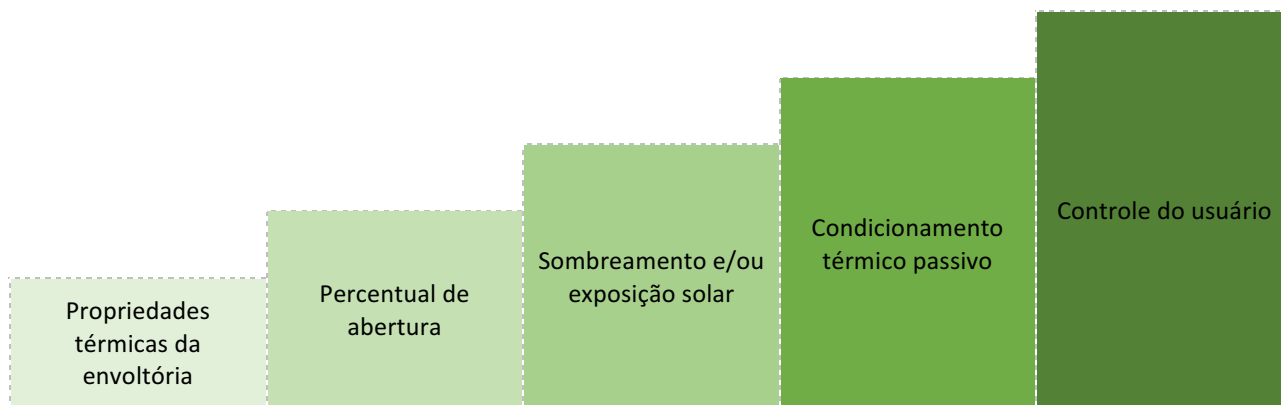 Propriedades
térmicas da
envoltória
Percentual de
abertura
Sombreamento e/ou
exposição solar
Condicionamento
térmico passivo
Controle do usuário